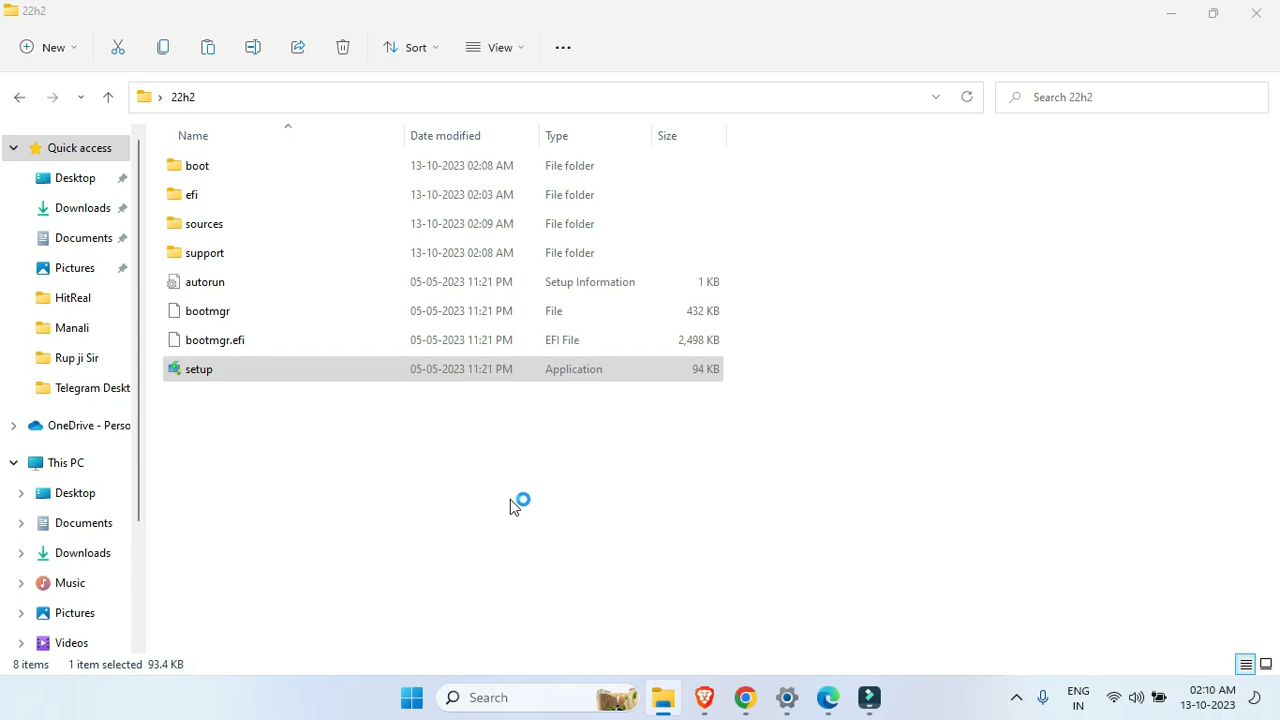 22h2
New
Sort
View
22h2
Search 22h2
Name Date modified Type Size
Quick access
Desktop
Downloads
Documents
Pictures
HitReal
Manali
Rup ji Sir
Telegram Deskt
OneDrive - Perso
This PC
Desktop
Documents
Downloads
Music
Pictures
Videos
boot 13-10-2023 02:08 AM File folder
efi 13-10-2023 02:03 AM File folder
sources 13-10-2023 02:09 AM File folder
support 13-10-2023 02:08 AM File folder
autorun 05-05-2023 11:21 PM Setup Information 1 KB
bootmgr 05-05-2023 11:21 PM File 432 KB
bootmgr.efi 05-05-2023 11:21 PM EFI File 2,498 KB
setup 05-05-2023 11:21 PM Application 94 KB
8 items 1 item selected 93.4 KB
Search
ENG
IN
02:10 AM
13-10-2023